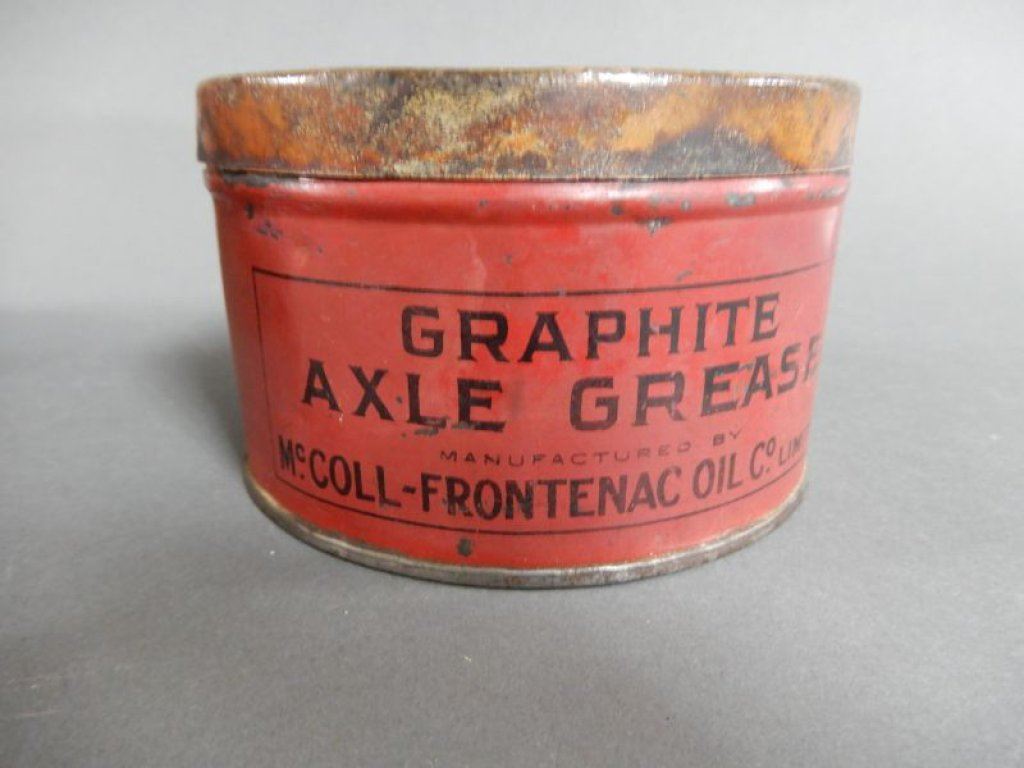 GRAPHITE
AXLE GREASE
MANUFACTURED BY
McCOLL-FRONTENAC OIL Co